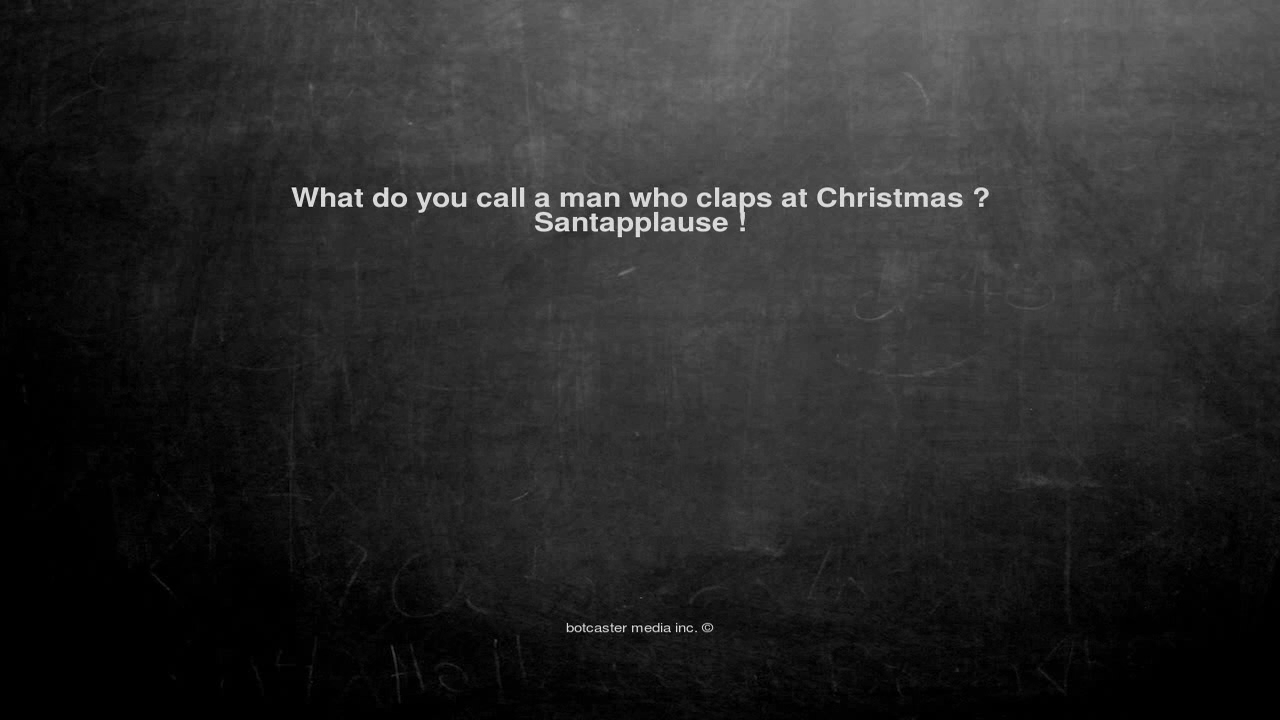 What do you call a man who claps at Christmas ?
Santapplause !
botcaster media inc. ©